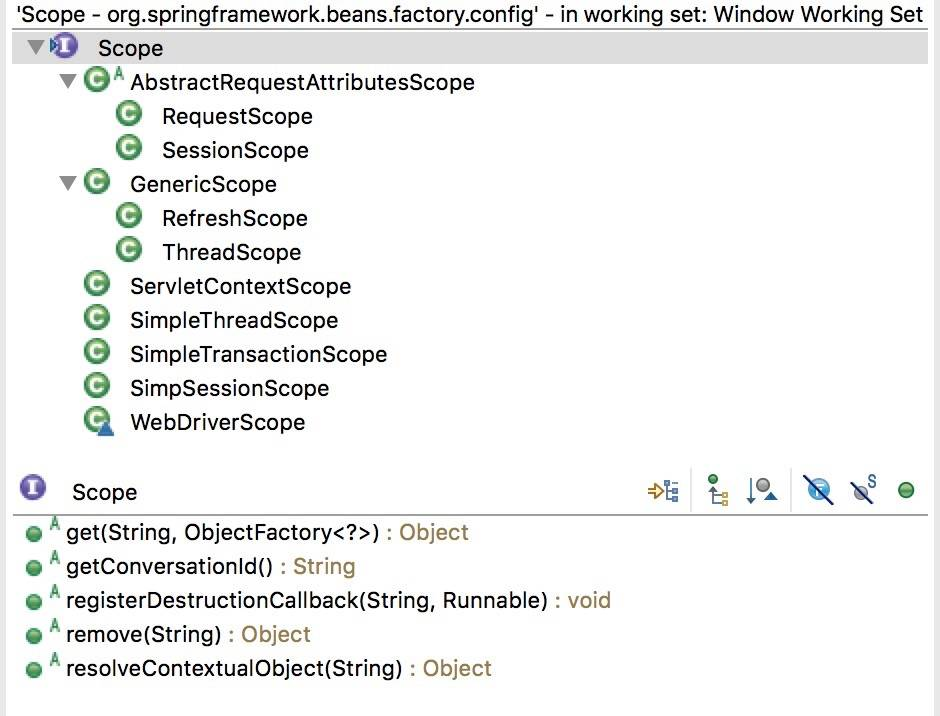 'Scope - org.springframework.beans.factory.config' - in working set: Window Working Set
I Scope
C A AbstractRequestAttributesScope
C RequestScope
C SessionScope
C GenericScope
C RefreshScope
C ThreadScope
C ServletContextScope
C SimpleThreadScope
C SimpleTransactionScope
C SimpSessionScope
C WebDriverScope
I Scope S
A get(String, ObjectFactory<?>) : Object
A getConversationId() : String
A registerDestructionCallback(String, Runnable) : void
A remove(String) : Object
A resolveContextualObject(String) : Object